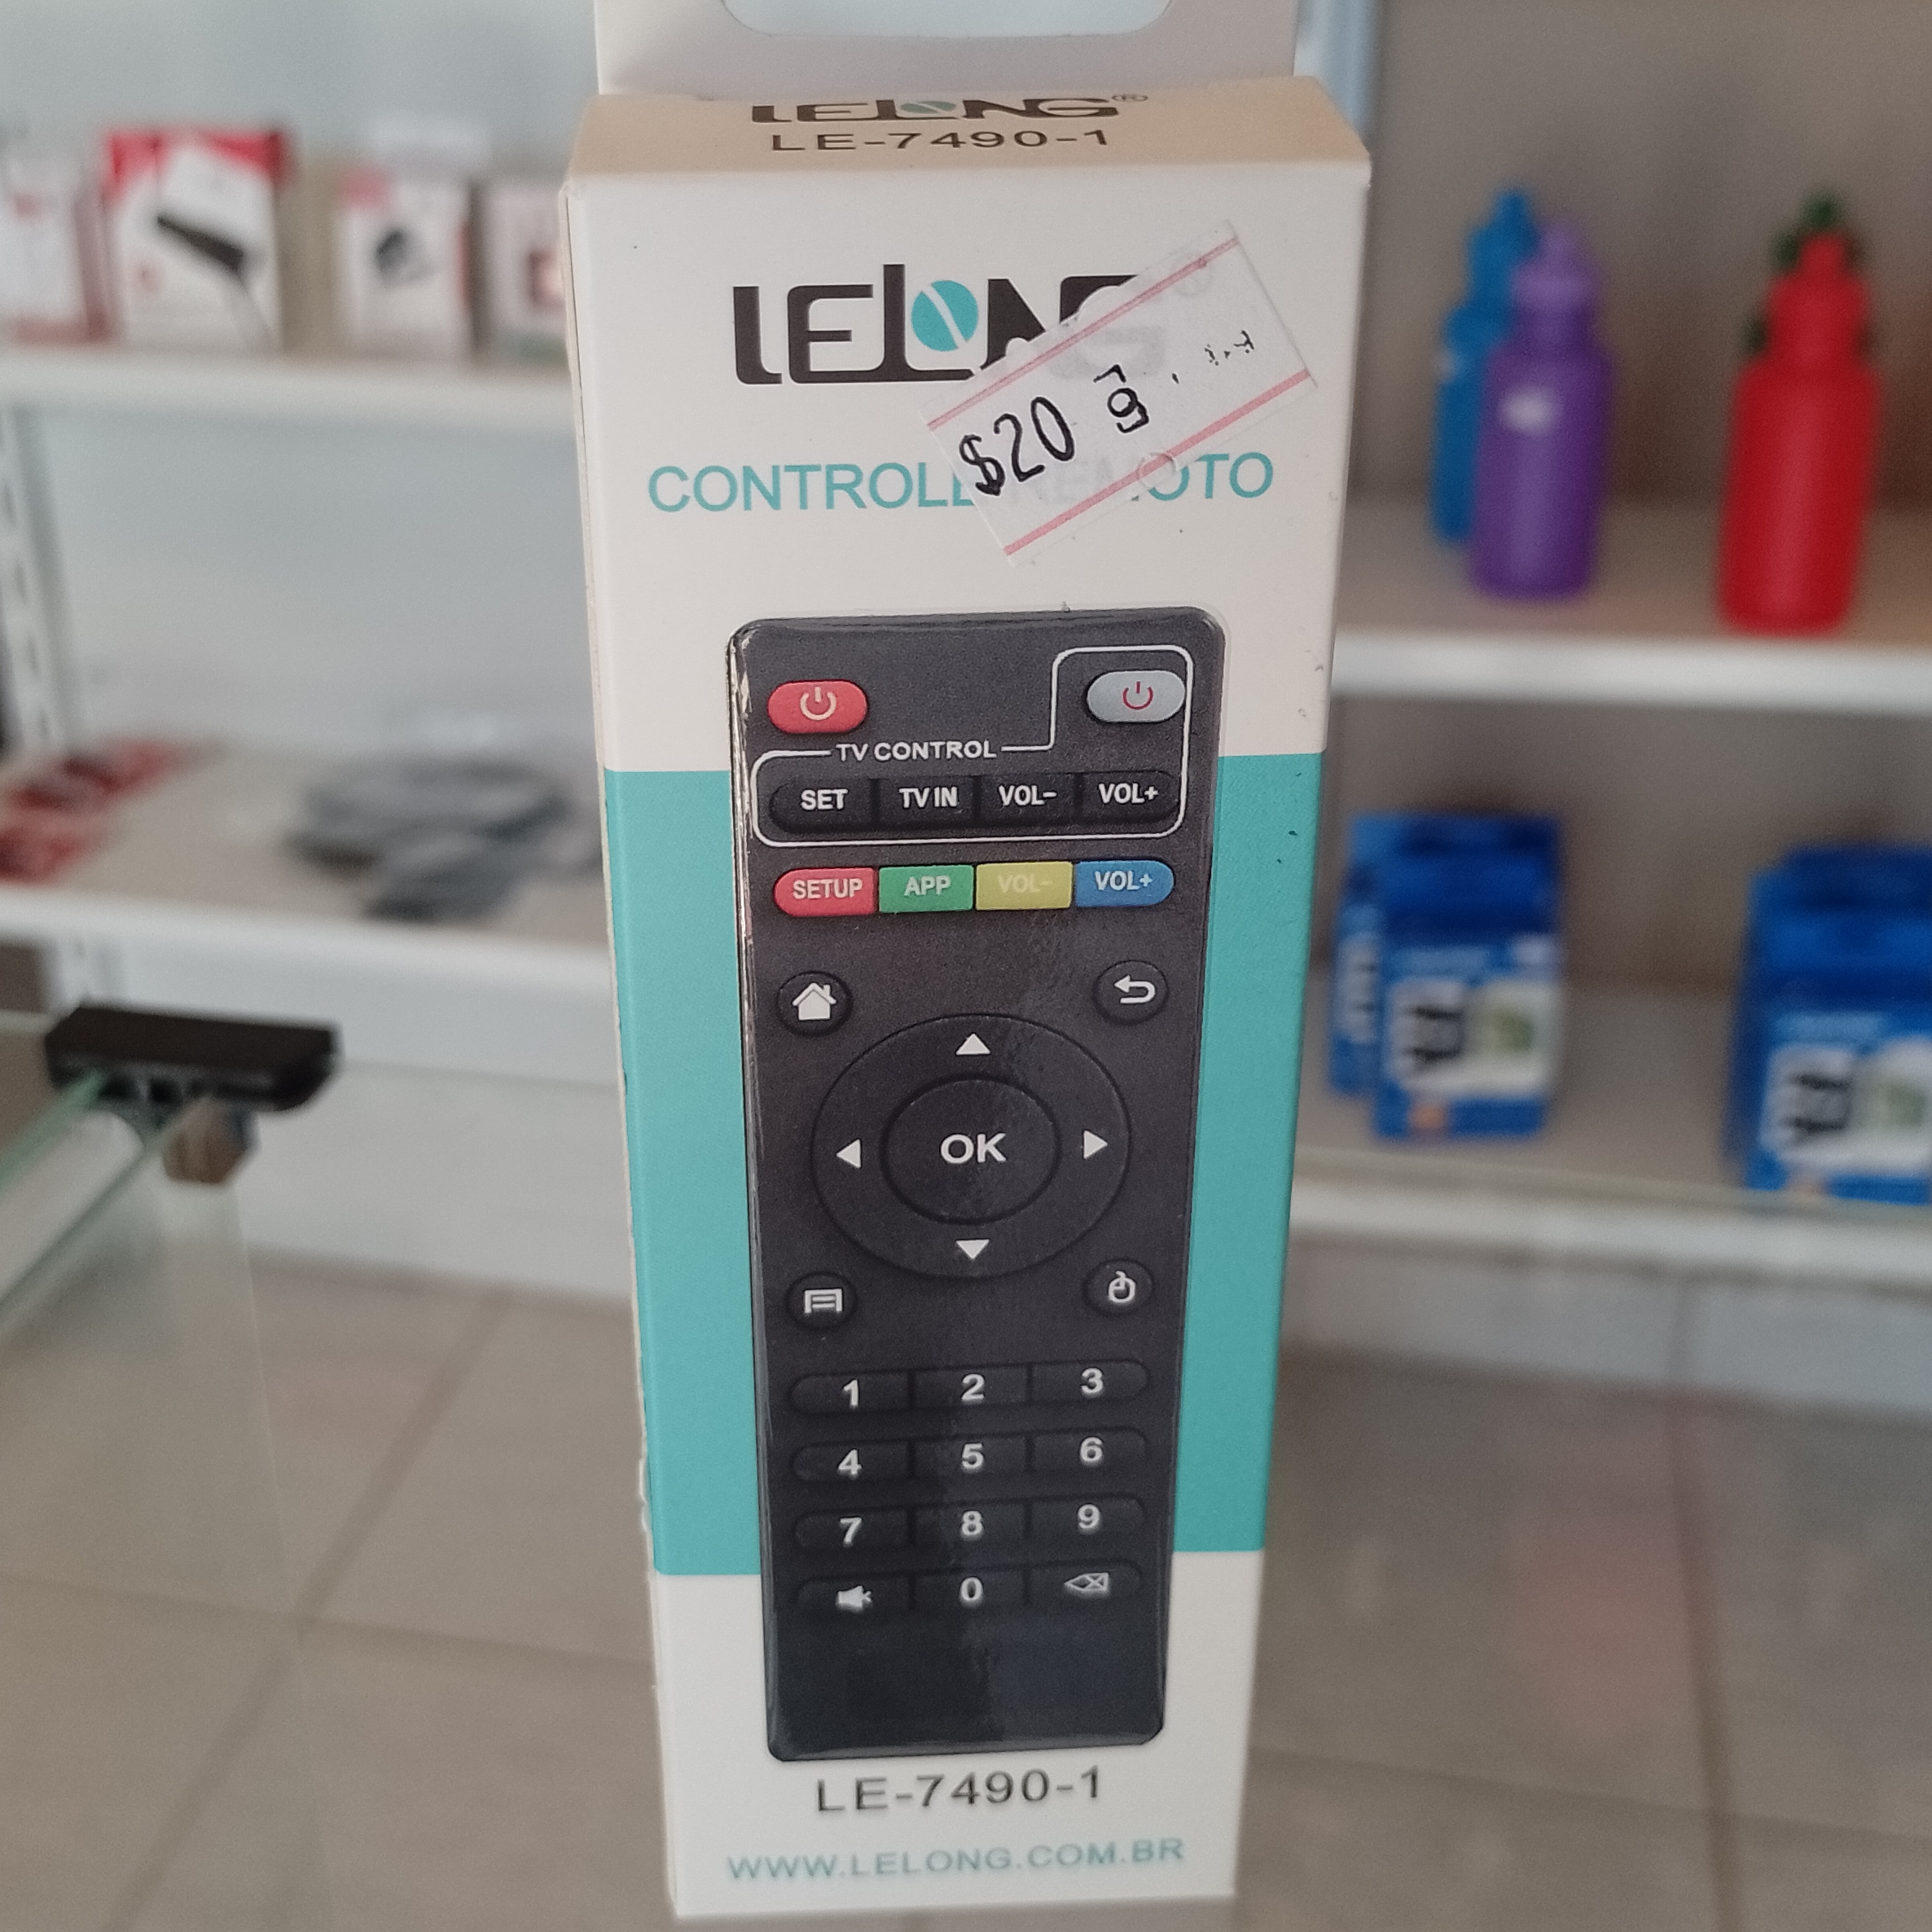 LELONG®
LE-7490-1
LELONG
$20
CONTROLE REMOTO
TV CONTROL
SET TV IN VOL- VOL+
SETUP APP VOL- VOL+
OK
1 2 3
4 5 6
7 8 9
0
LE-7490-1
WWW.LELONG.COM.BR